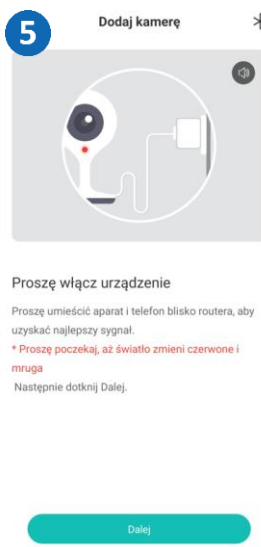 5
Dodaj kamerę
Proszę włącz urządzenie
Proszę umieścić aparat i telefon blisko routera, aby
uzyskać najlepszy sygnał.
* Proszę poczekaj, aż światło zmieni czerwone i
mruga
Następnie dotknij Dalej.
Dalej